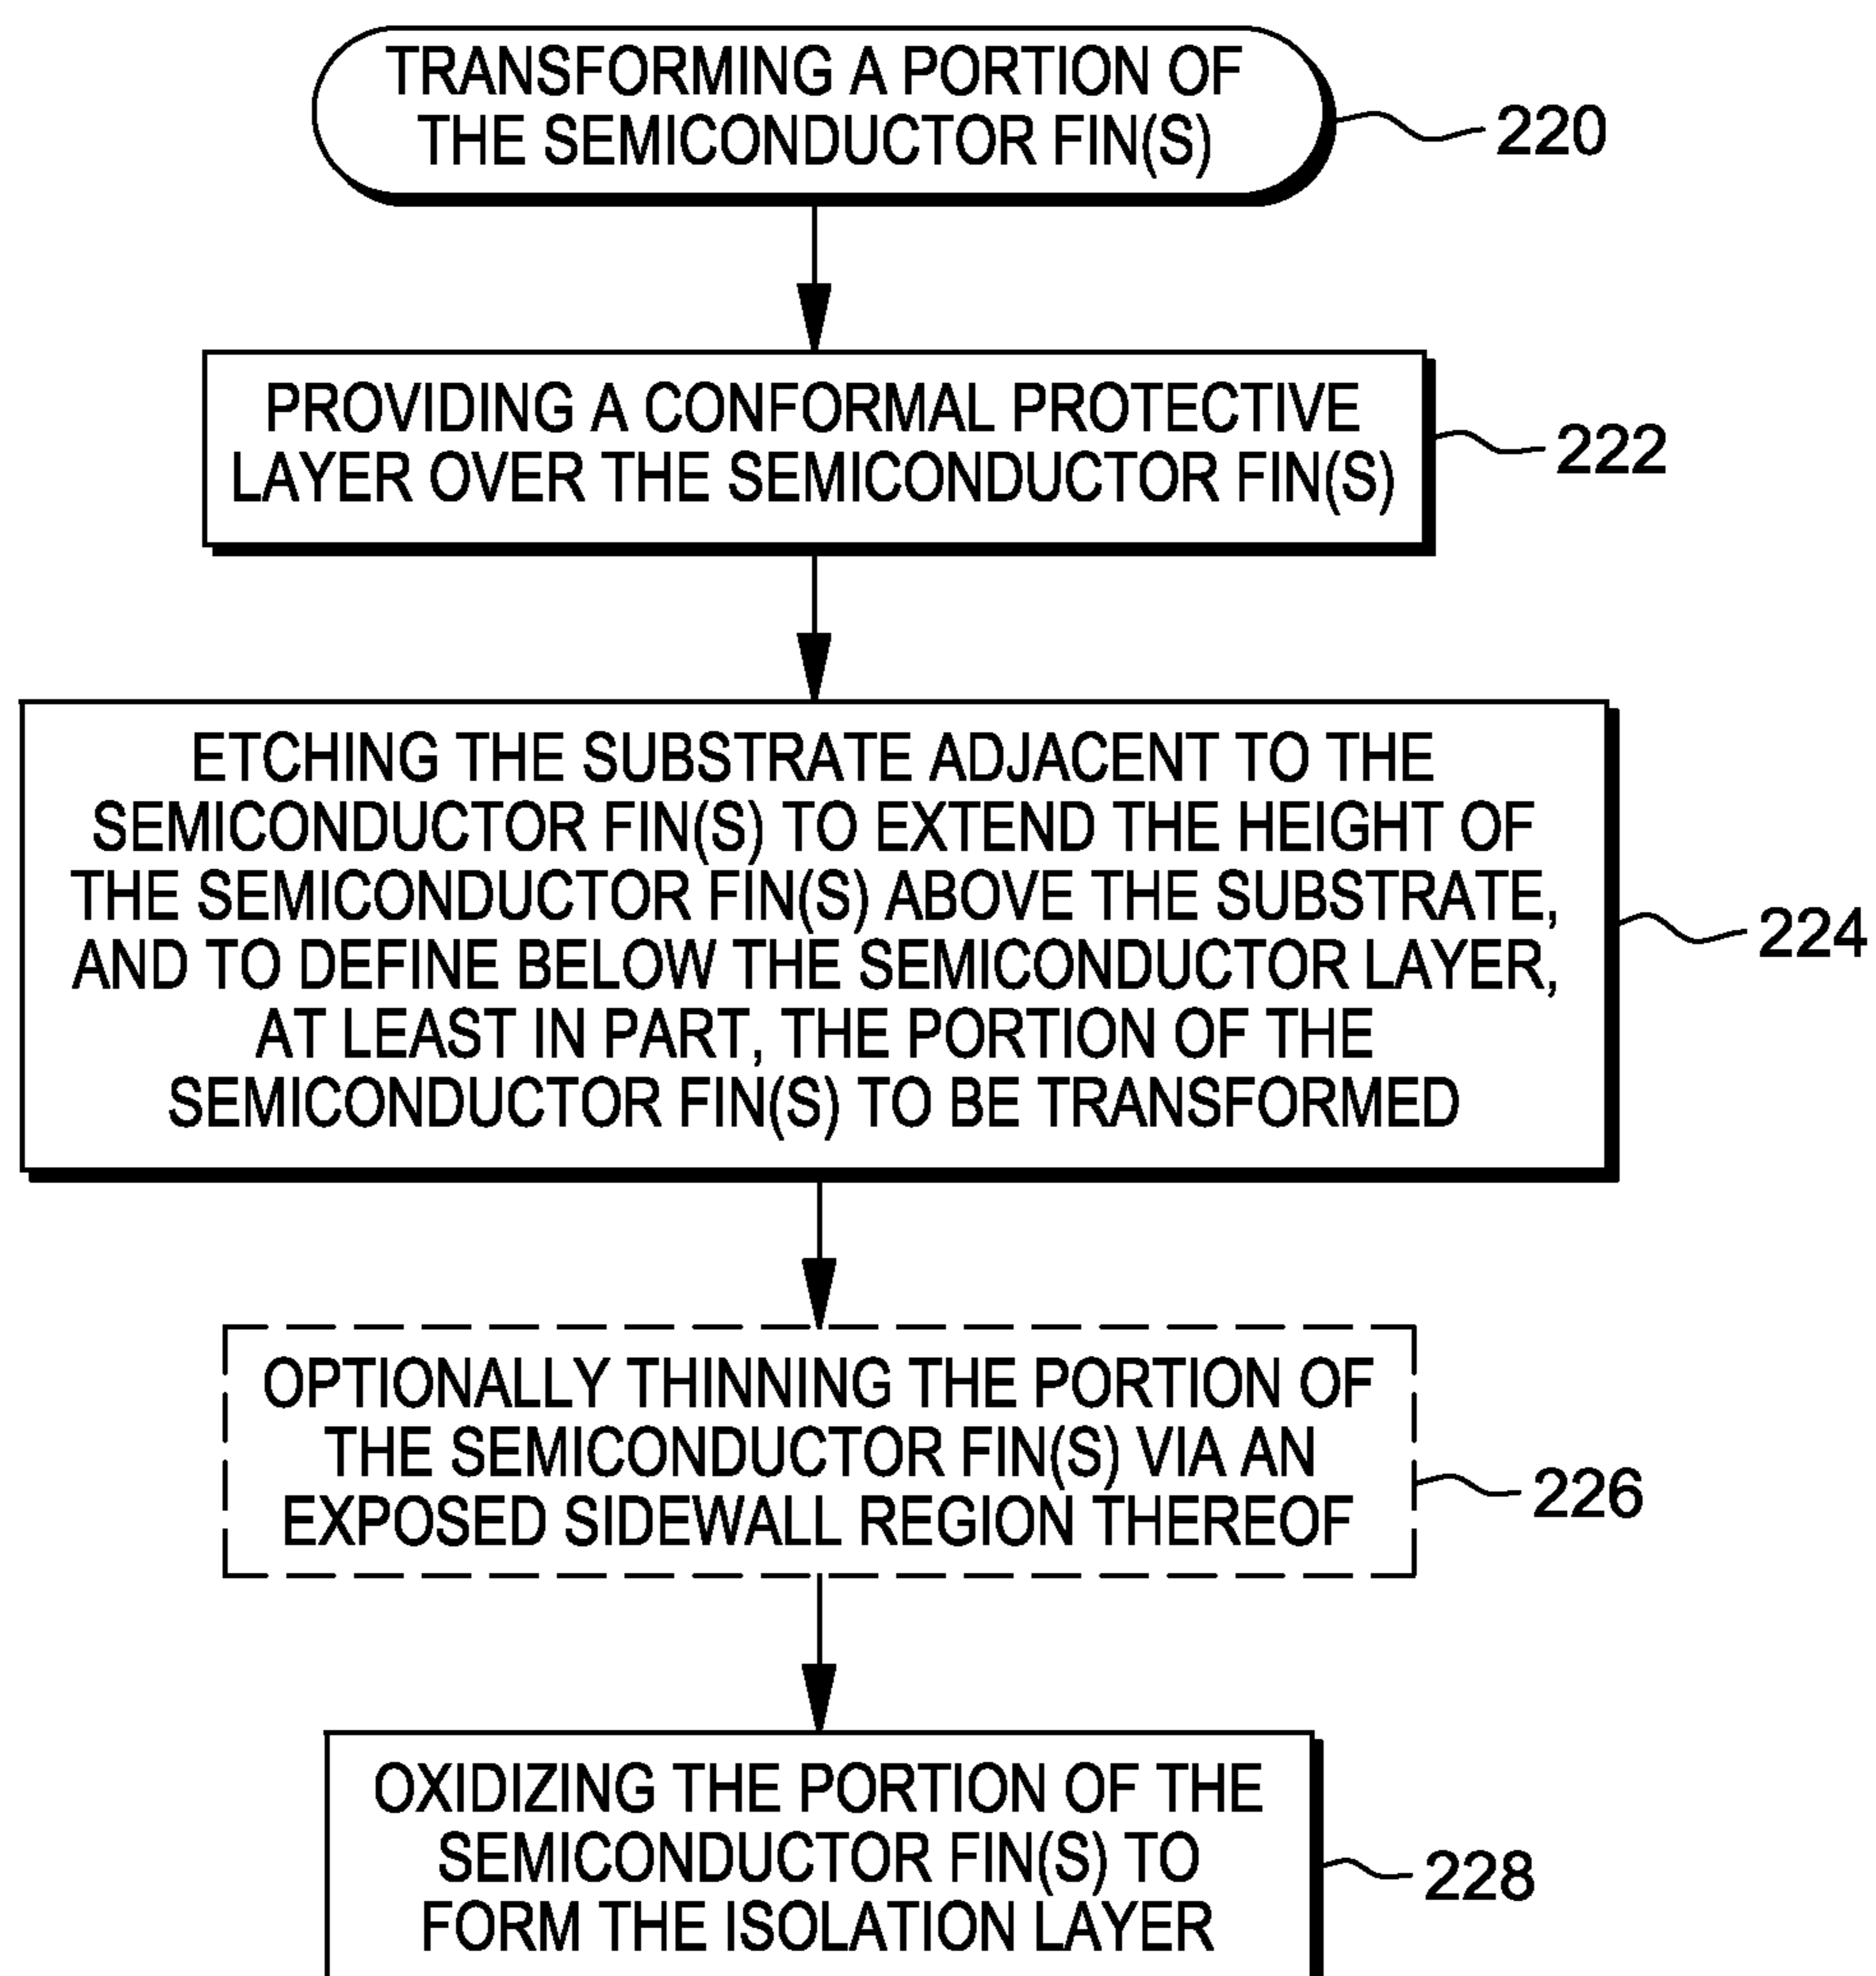 TRANSFORMING A PORTION OF
THE SEMICONDUCTOR FIN(S)
220
PROVIDING A CONFORMAL PROTECTIVE
LAYER OVER THE SEMICONDUCTOR FIN(S)
222
ETCHING THE SUBSTRATE ADJACENT TO THE
SEMICONDUCTOR FIN(S) TO EXTEND THE HEIGHT OF
THE SEMICONDUCTOR FIN(S) ABOVE THE SUBSTRATE,
AND TO DEFINE BELOW THE SEMICONDUCTOR LAYER,
AT LEAST IN PART, THE PORTION OF THE
SEMICONDUCTOR FIN(S) TO BE TRANSFORMED
224
OPTIONALLY THINNING THE PORTION OF
THE SEMICONDUCTOR FIN(S) VIA AN
EXPOSED SIDEWALL REGION THEREOF
226
OXIDIZING THE PORTION OF THE
SEMICONDUCTOR FIN(S) TO
FORM THE ISOLATION LAYER
228